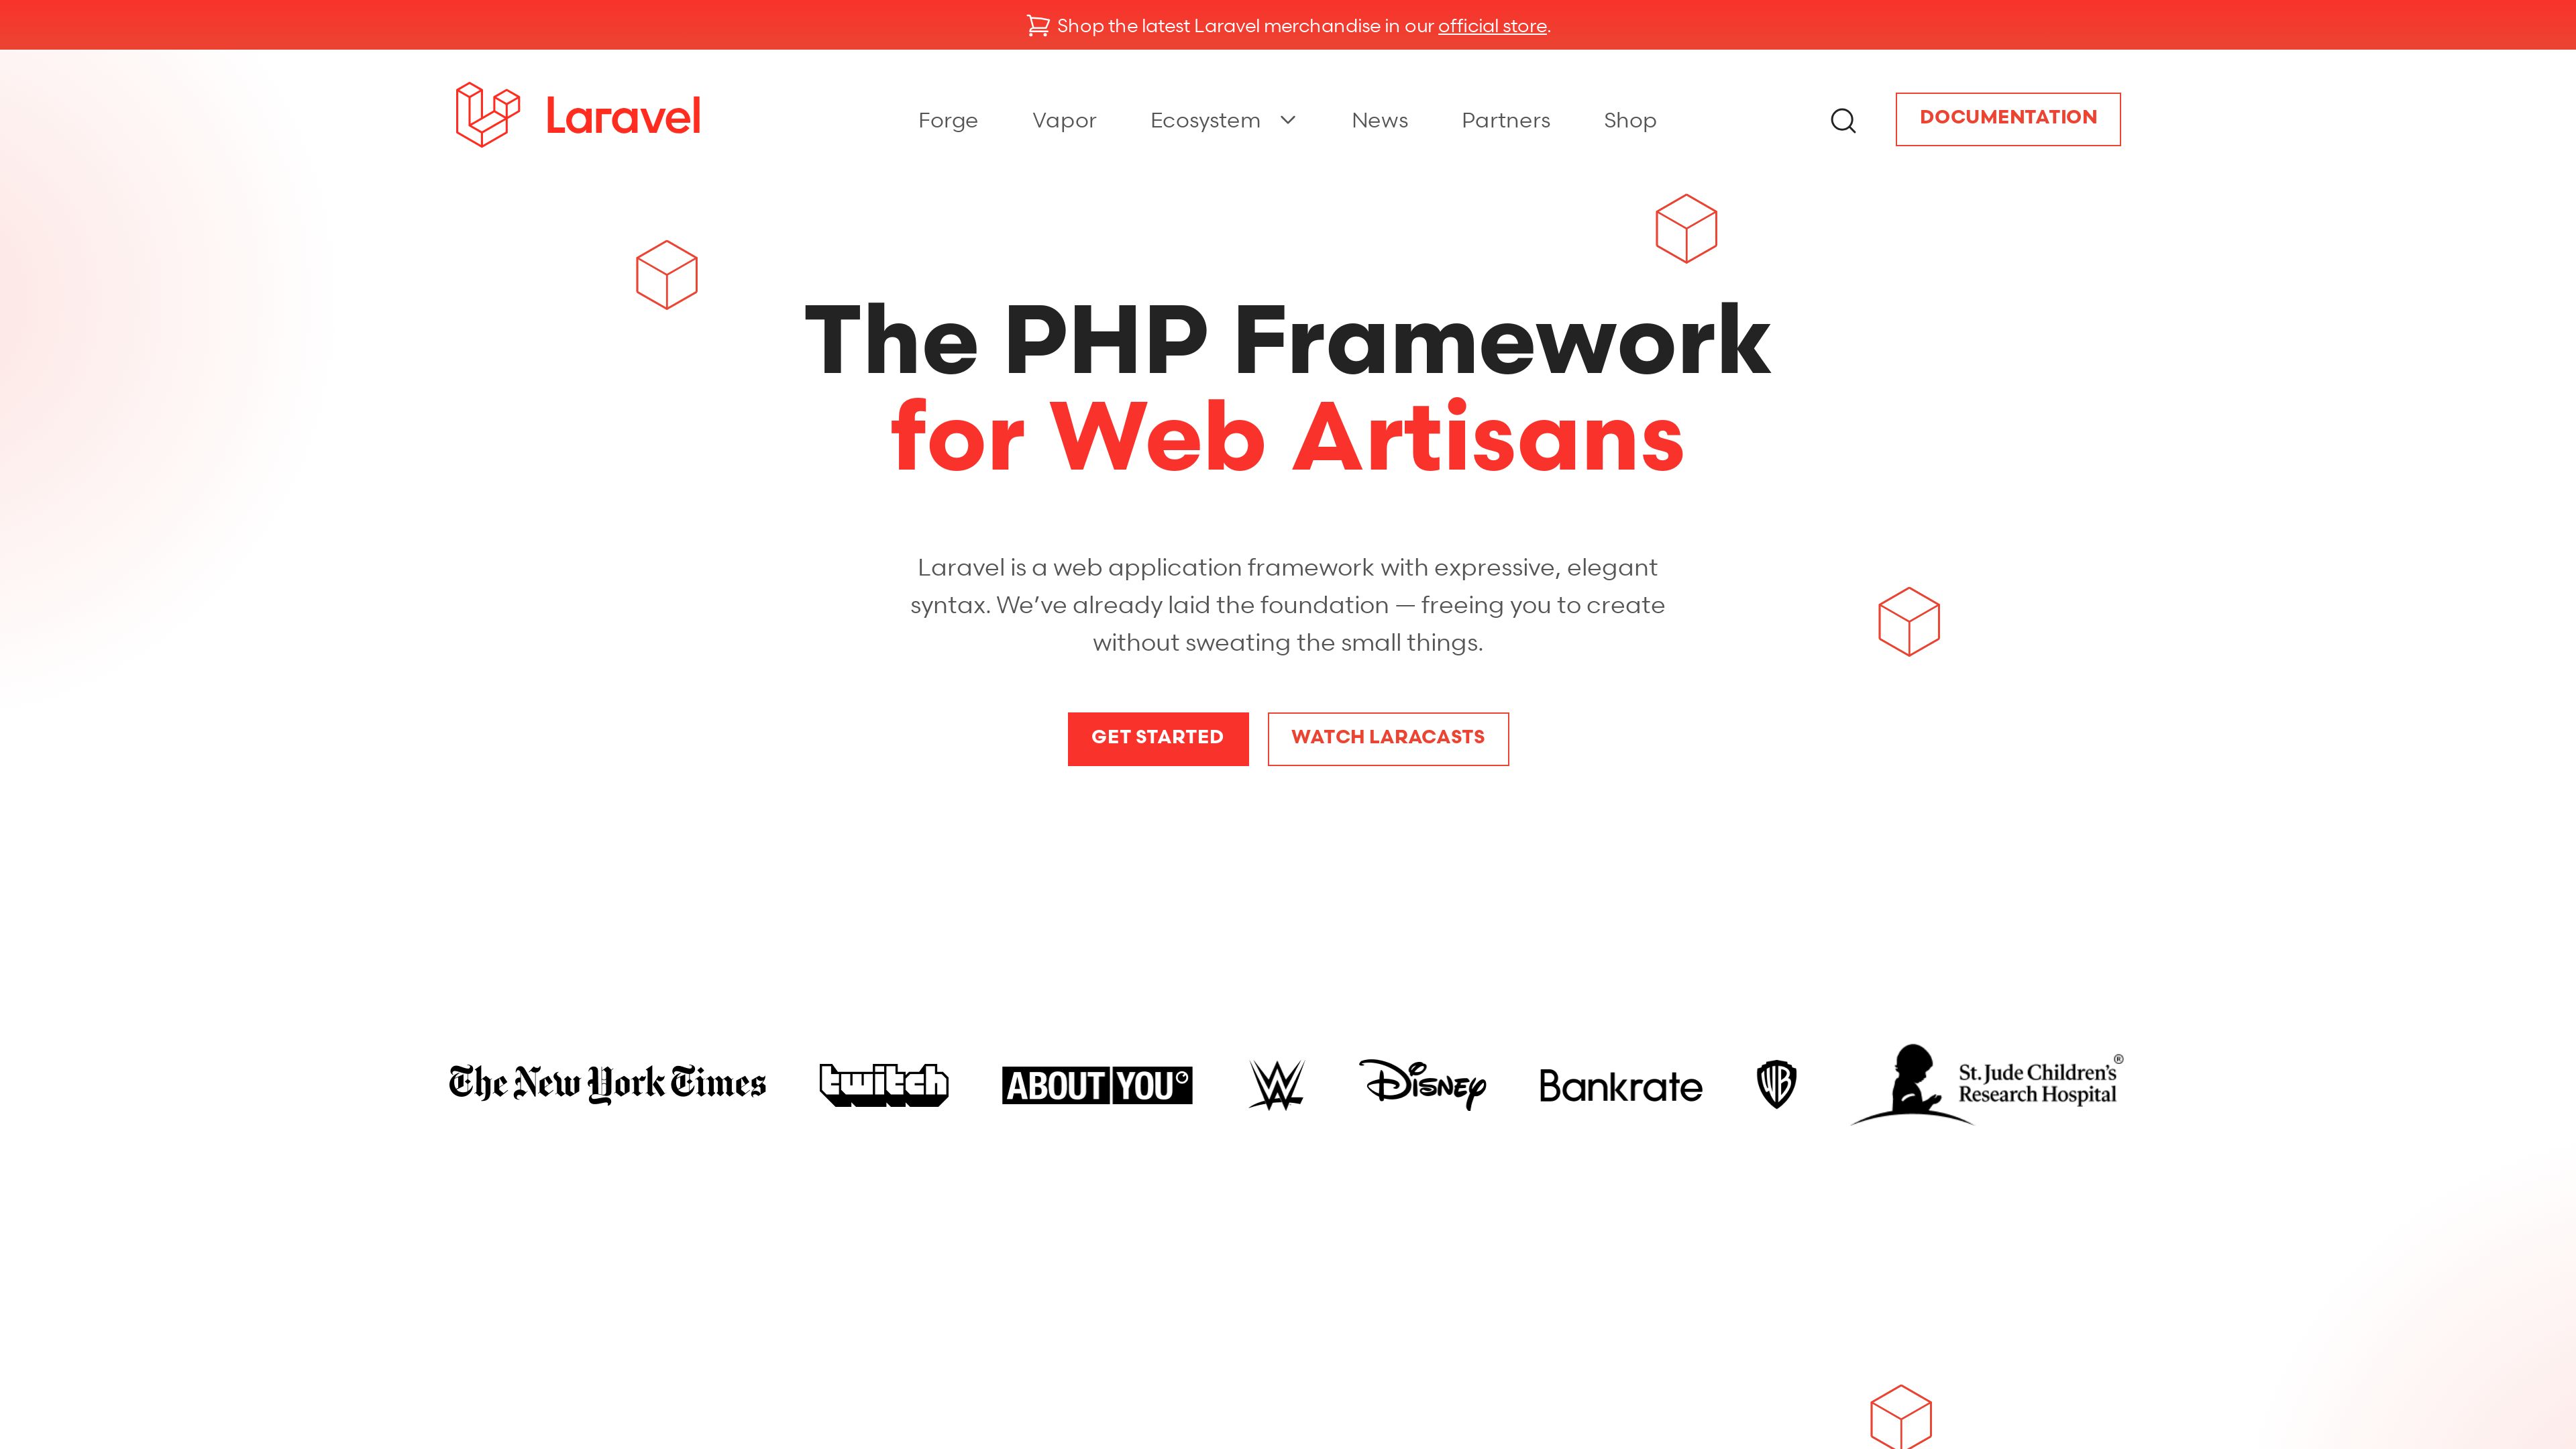 Shop the latest Laravel merchandise in our official store.
Laravel
Forge
Vapor
Ecosystem
News
Partners
Shop
DOCUMENTATION
The PHP Framework
for Web Artisans
Laravel is a web application framework with expressive, elegant
syntax. We’ve already laid the foundation — freeing you to create
without sweating the small things.
GET STARTED
WATCH LARACASTS
The New York Times
twitch
ABOUT YOU
W
Disney
Bankrate
WB
St. Jude Children's®
Research Hospital